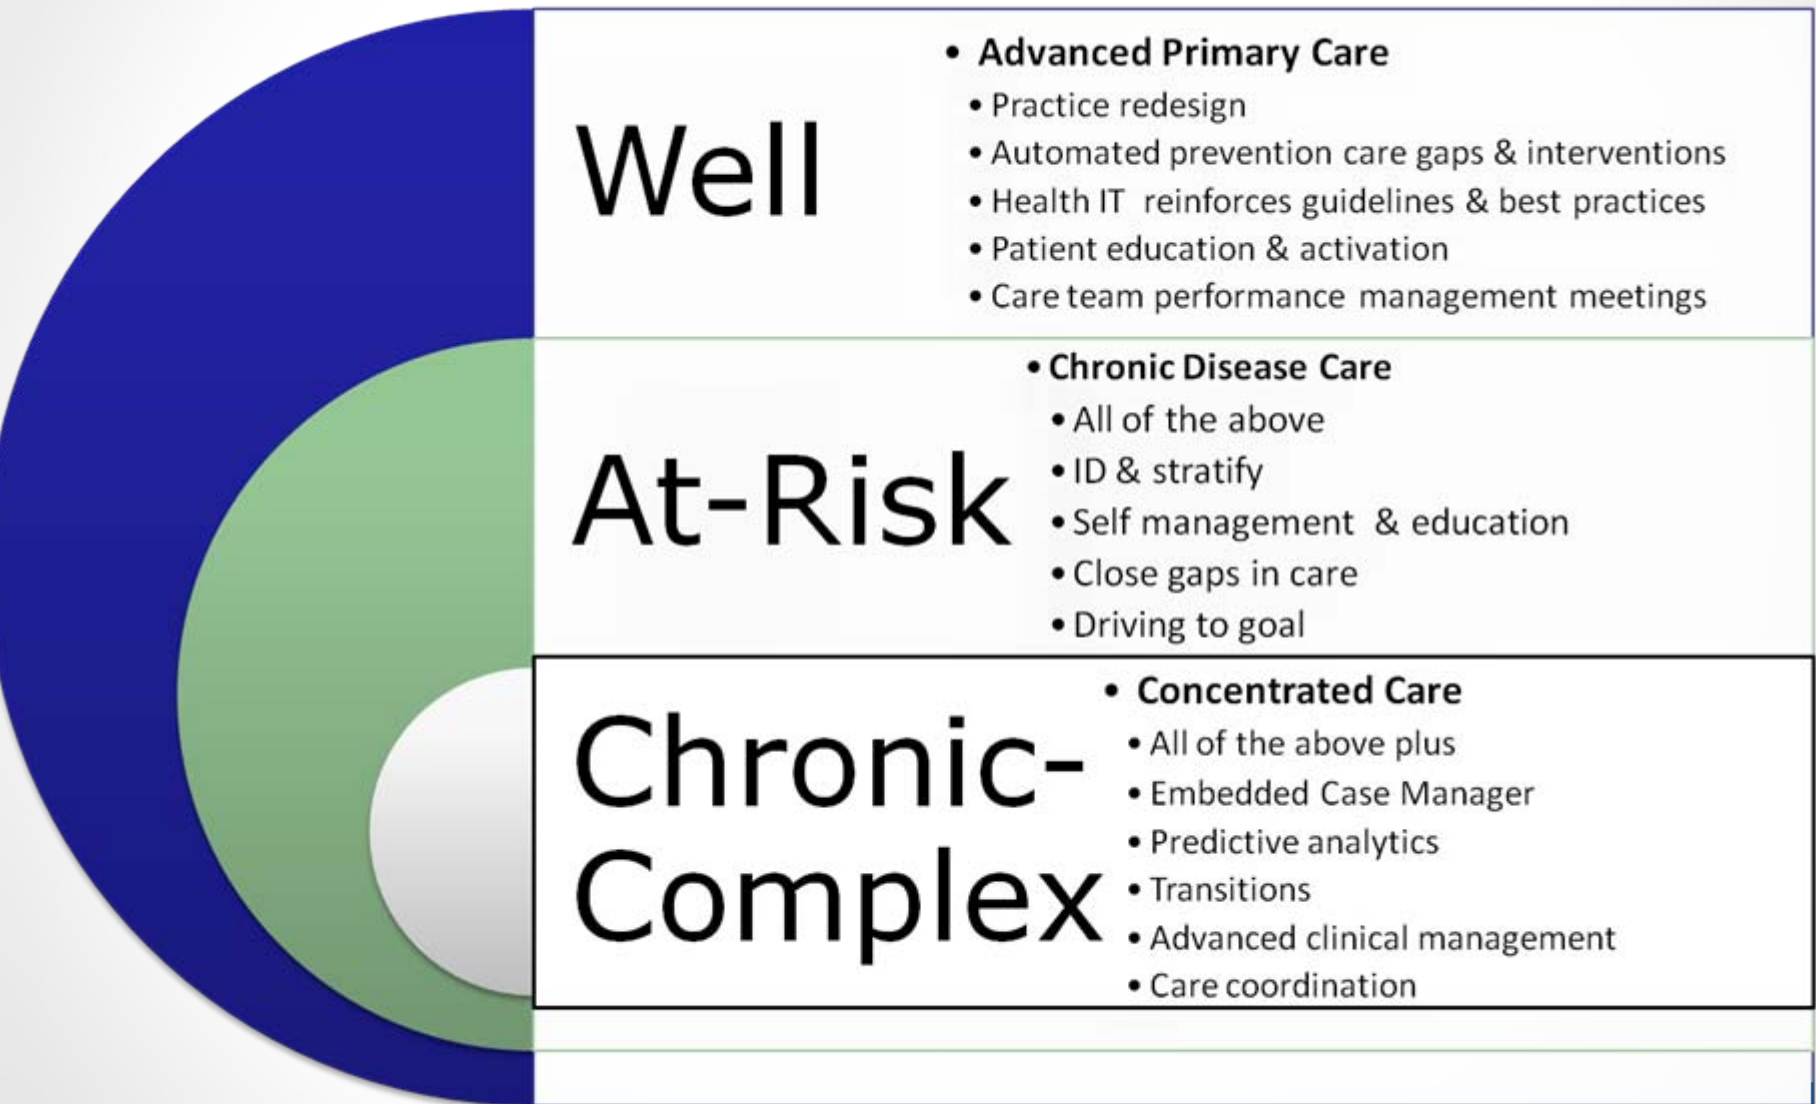 Well
• Advanced Primary Care
• Practice redesign
• Automated prevention care gaps & interventions
• Health IT reinforces guidelines & best practices
• Patient education & activation
• Care team performance management meetings
At-Risk
• Chronic Disease Care
• All of the above
• ID & stratify
• Self management & education
• Close gaps in care
• Driving to goal
Chronic-
Complex
• Concentrated Care
• All of the above plus
• Embedded Case Manager
• Predictive analytics
• Transitions
• Advanced clinical management
• Care coordination